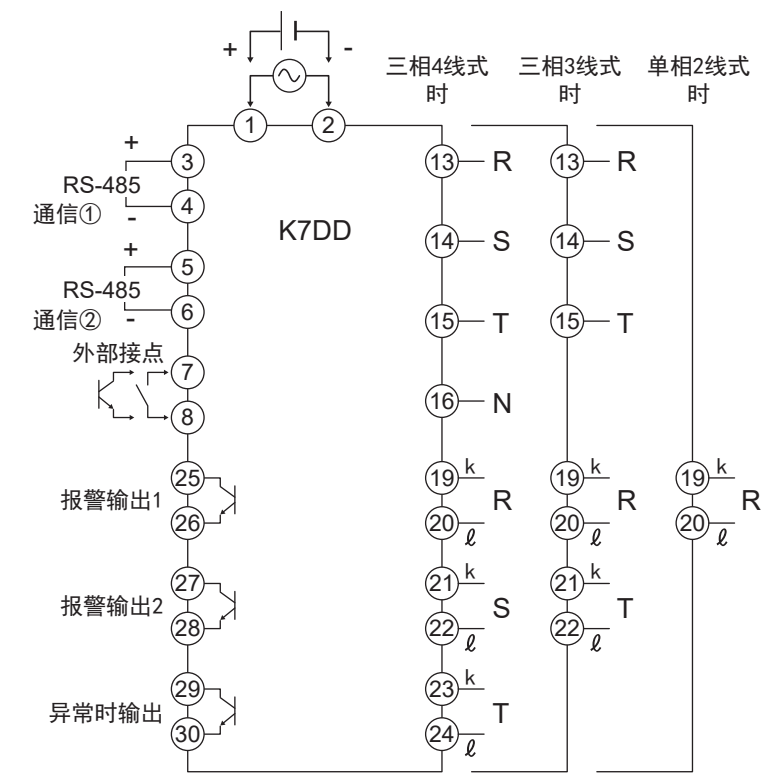 + -
三相4线式
时
三相3线式
时
单相2线式
时
1 2
+
3
RS-485
通信①
4
-
+
5
RS-485
通信②
6
-
外部接点
7
8
K7DD
25
报警输出1
26
27
报警输出2
28
29
异常时输出
30
13 R
14 S
15 T
16 N
19 k
R
20 ℓ
21 k
S
22 ℓ
23 k
T
24 ℓ
13 R
14 S
15 T
19 k
R
20 ℓ
21 k
T
22 ℓ
19 k
R
20 ℓ